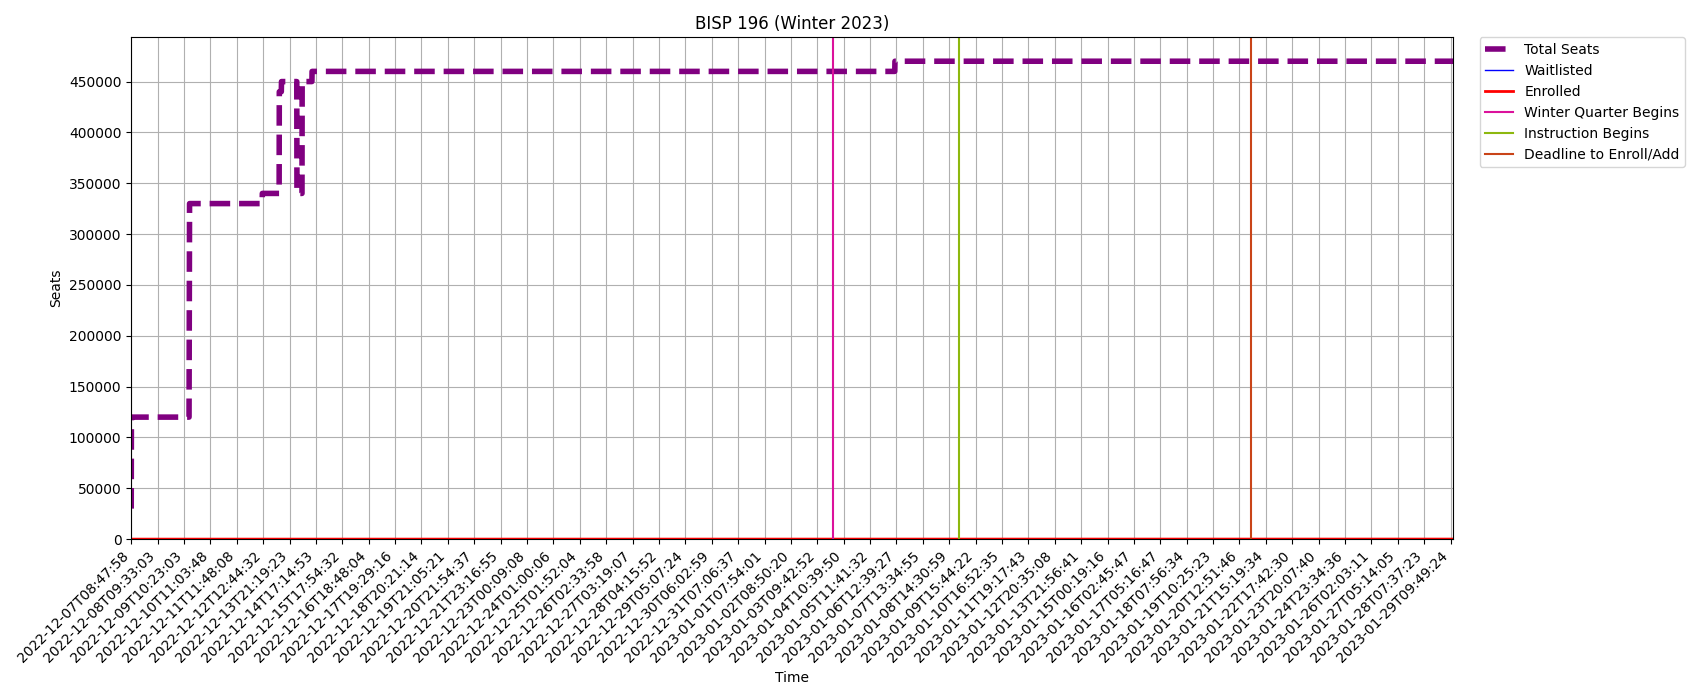 BISP 196 (Winter 2023)
Total Seats
Waitlisted
Enrolled
Winter Quarter Begins
Instruction Begins
Deadline to Enroll/Add
Seats
450000
400000
350000
300000
250000
200000
150000
100000
50000
0
2022-12-07T08:47:58
2022-12-08T09:33:03
2022-12-09T10:23:03
2022-12-10T11:03:48
2022-12-11T11:48:08
2022-12-12T12:44:32
2022-12-13T21:19:23
2022-12-14T17:14:53
2022-12-15T17:54:32
2022-12-16T18:48:04
2022-12-17T19:29:16
2022-12-18T20:21:14
2022-12-19T21:05:21
2022-12-20T21:54:37
2022-12-21T23:16:55
2022-12-23T00:09:08
2022-12-24T01:00:06
2022-12-25T01:52:04
2022-12-26T02:33:58
2022-12-27T03:19:07
2022-12-28T04:15:52
2022-12-29T05:07:24
2022-12-30T06:02:59
2022-12-31T07:06:37
2023-01-01T07:54:01
2023-01-02T08:50:20
2023-01-03T09:42:52
2023-01-04T10:39:50
2023-01-05T11:41:32
2023-01-06T12:39:27
2023-01-07T13:34:55
2023-01-08T14:30:59
2023-01-09T15:44:22
2023-01-10T16:52:35
2023-01-11T19:17:43
2023-01-12T20:35:08
2023-01-13T21:56:41
2023-01-15T00:19:16
2023-01-16T02:45:47
2023-01-17T05:16:47
2023-01-18T07:56:34
2023-01-19T10:25:23
2023-01-20T12:51:46
2023-01-21T15:19:34
2023-01-22T17:42:30
2023-01-23T20:07:40
2023-01-24T23:34:36
2023-01-26T02:03:11
2023-01-27T05:14:05
2023-01-28T07:37:23
2023-01-29T09:49:24
Time